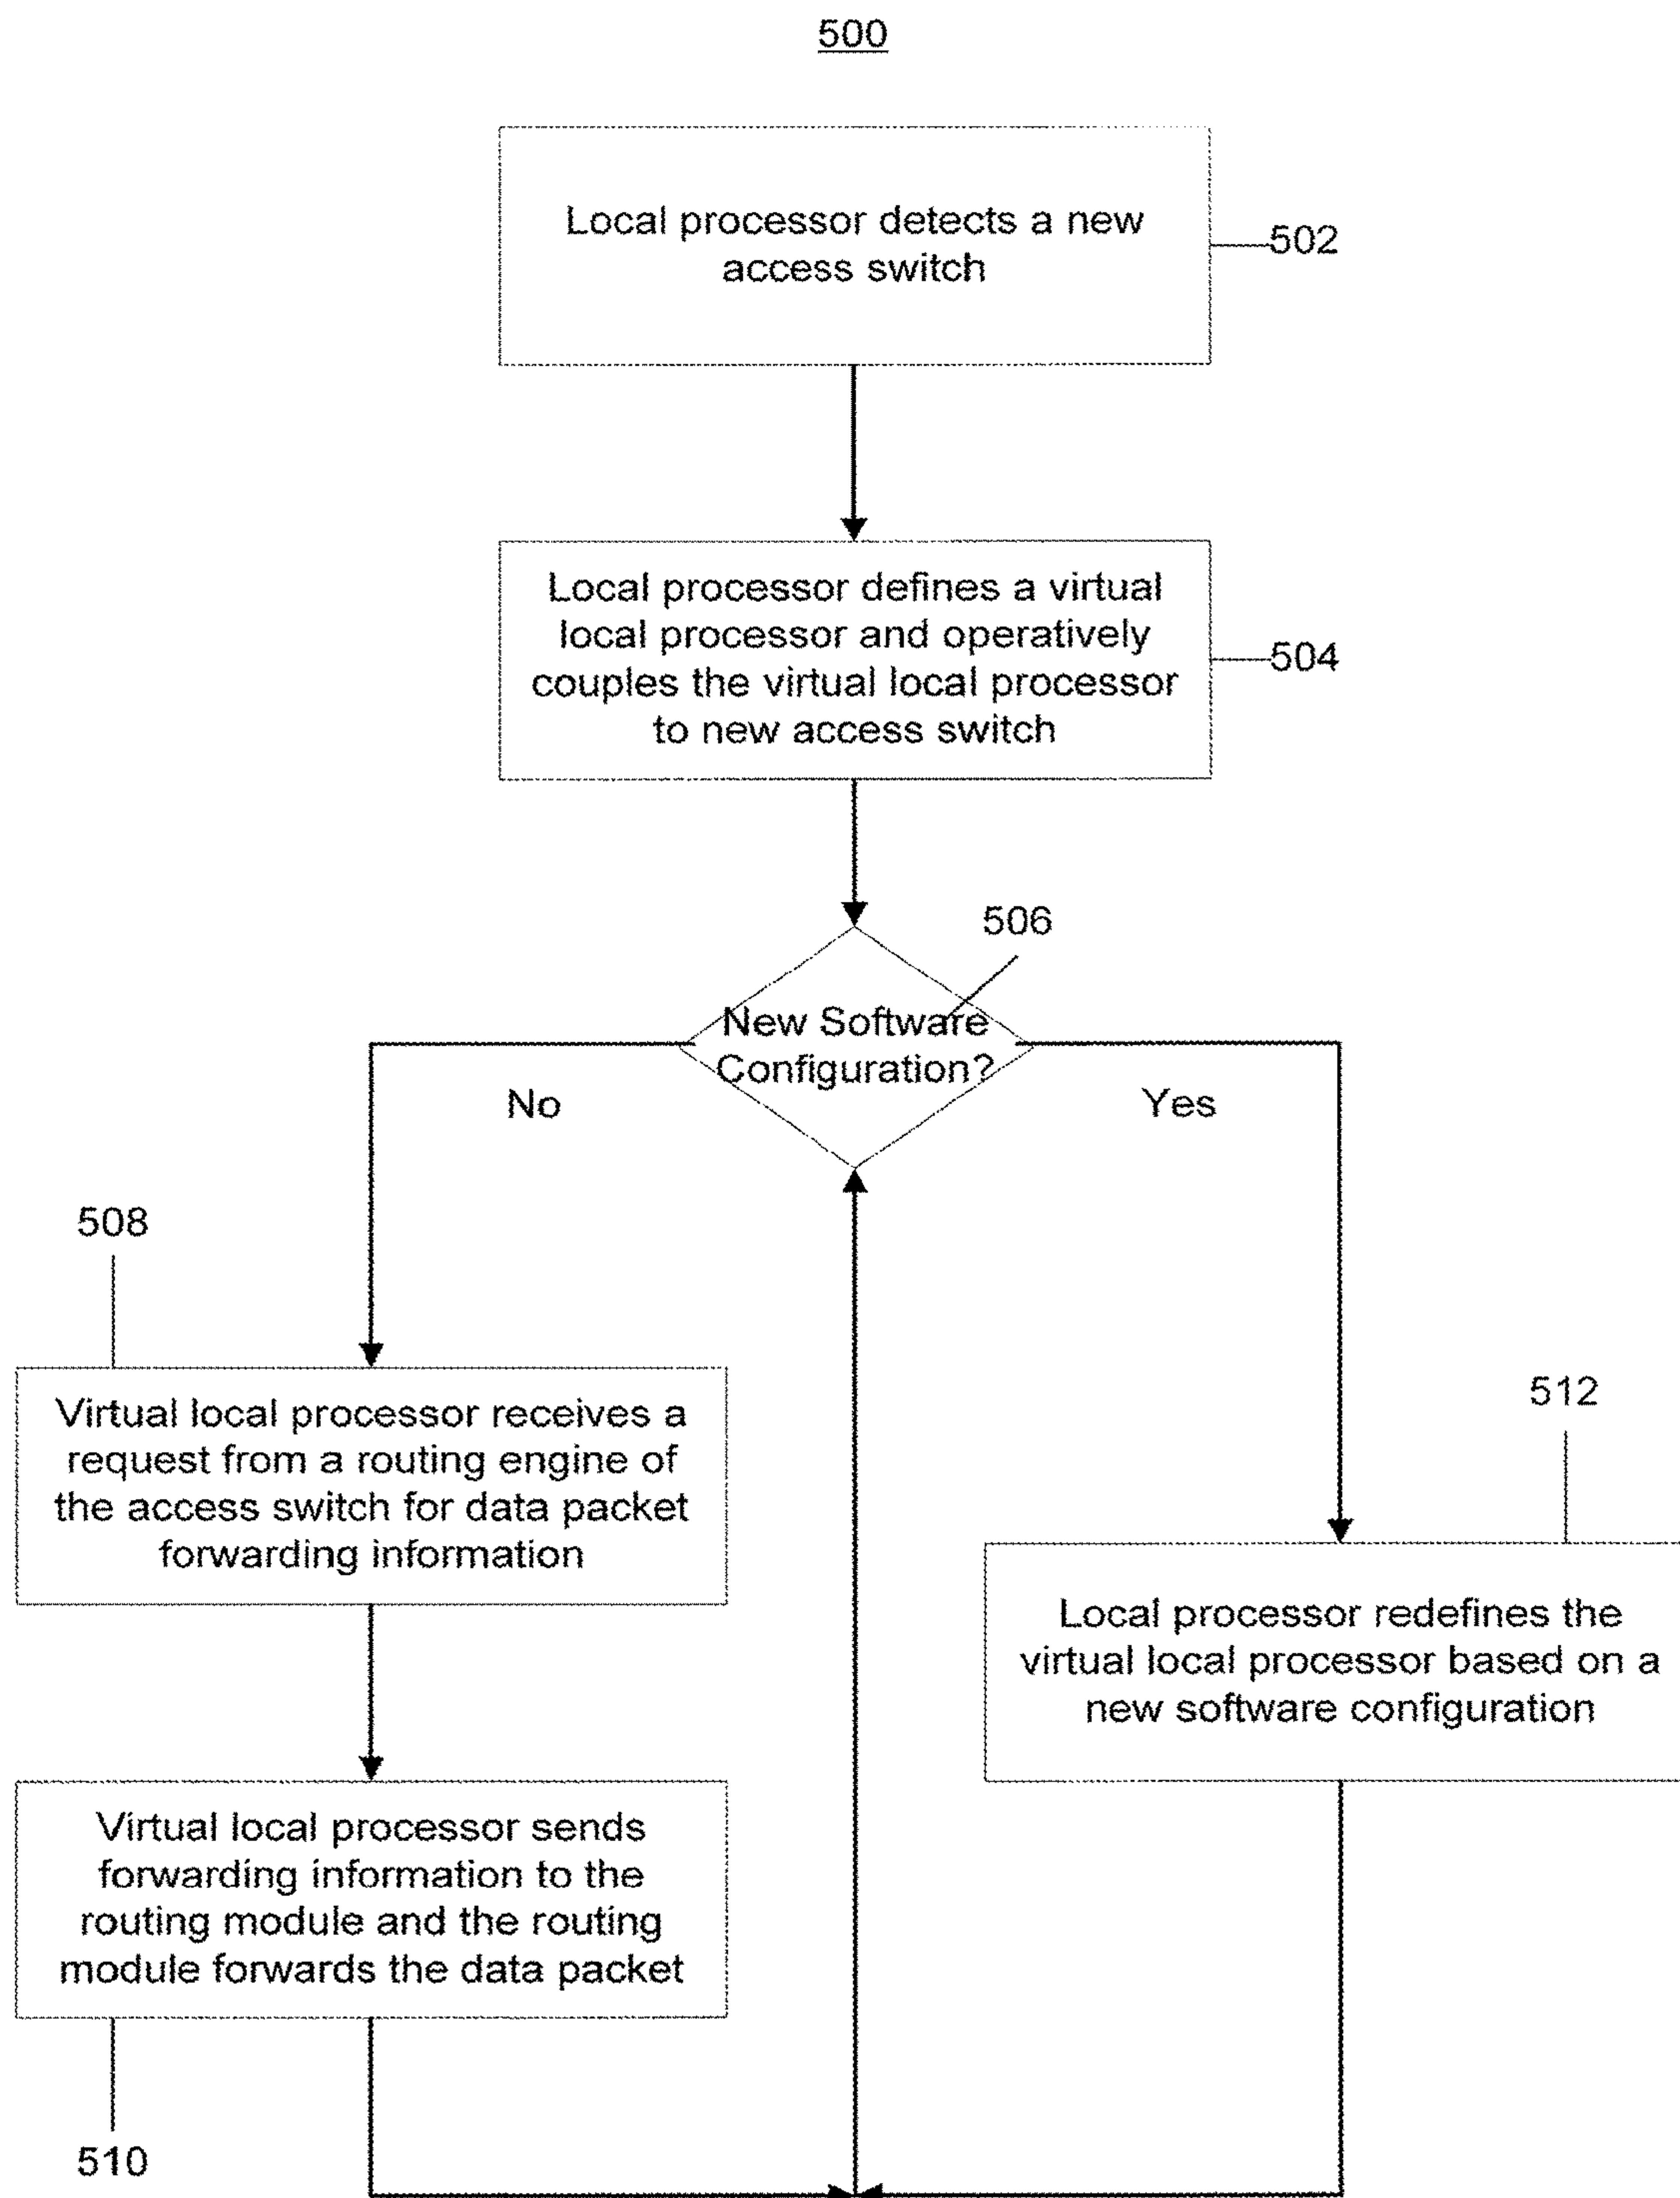 500
Local processor detects a new
access switch
502
Local processor defines a virtual
local processor and operatively
couples the virtual local processor
to new access switch
504
506
New Software
Configuration?
No
Yes
508
Virtual local processor receives a
request from a routing engine of
the access switch for data packet
forwarding information
512
Local processor redefines the
virtual local processor based on a
new software configuration
Virtual local processor sends
forwarding information to the
routing module and the routing
module forwards the data packet
510